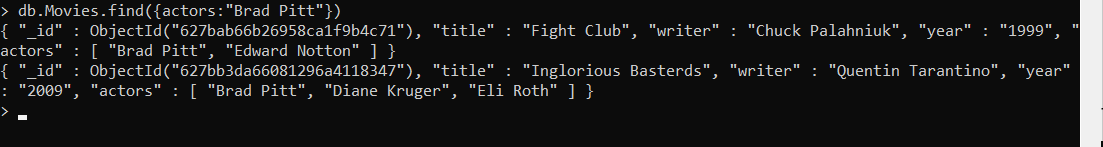 > db.Movies.find({actors:"Brad Pitt"})
{ "_id" : ObjectId("627bab66b26958ca1f9b4c71"), "title" : "Fight Club", "writer" : "Chuck Palahniuk", "year" : "1999", "
actors" : [ "Brad Pitt", "Edward Notton" ] }
{ "_id" : ObjectId("627bb3da66081296a4118347"), "title" : "Inglorious Basterds", "writer" : "Quentin Tarantino", "year"
: "2009", "actors" : [ "Brad Pitt", "Diane Kruger", "Eli Roth" ] }
>